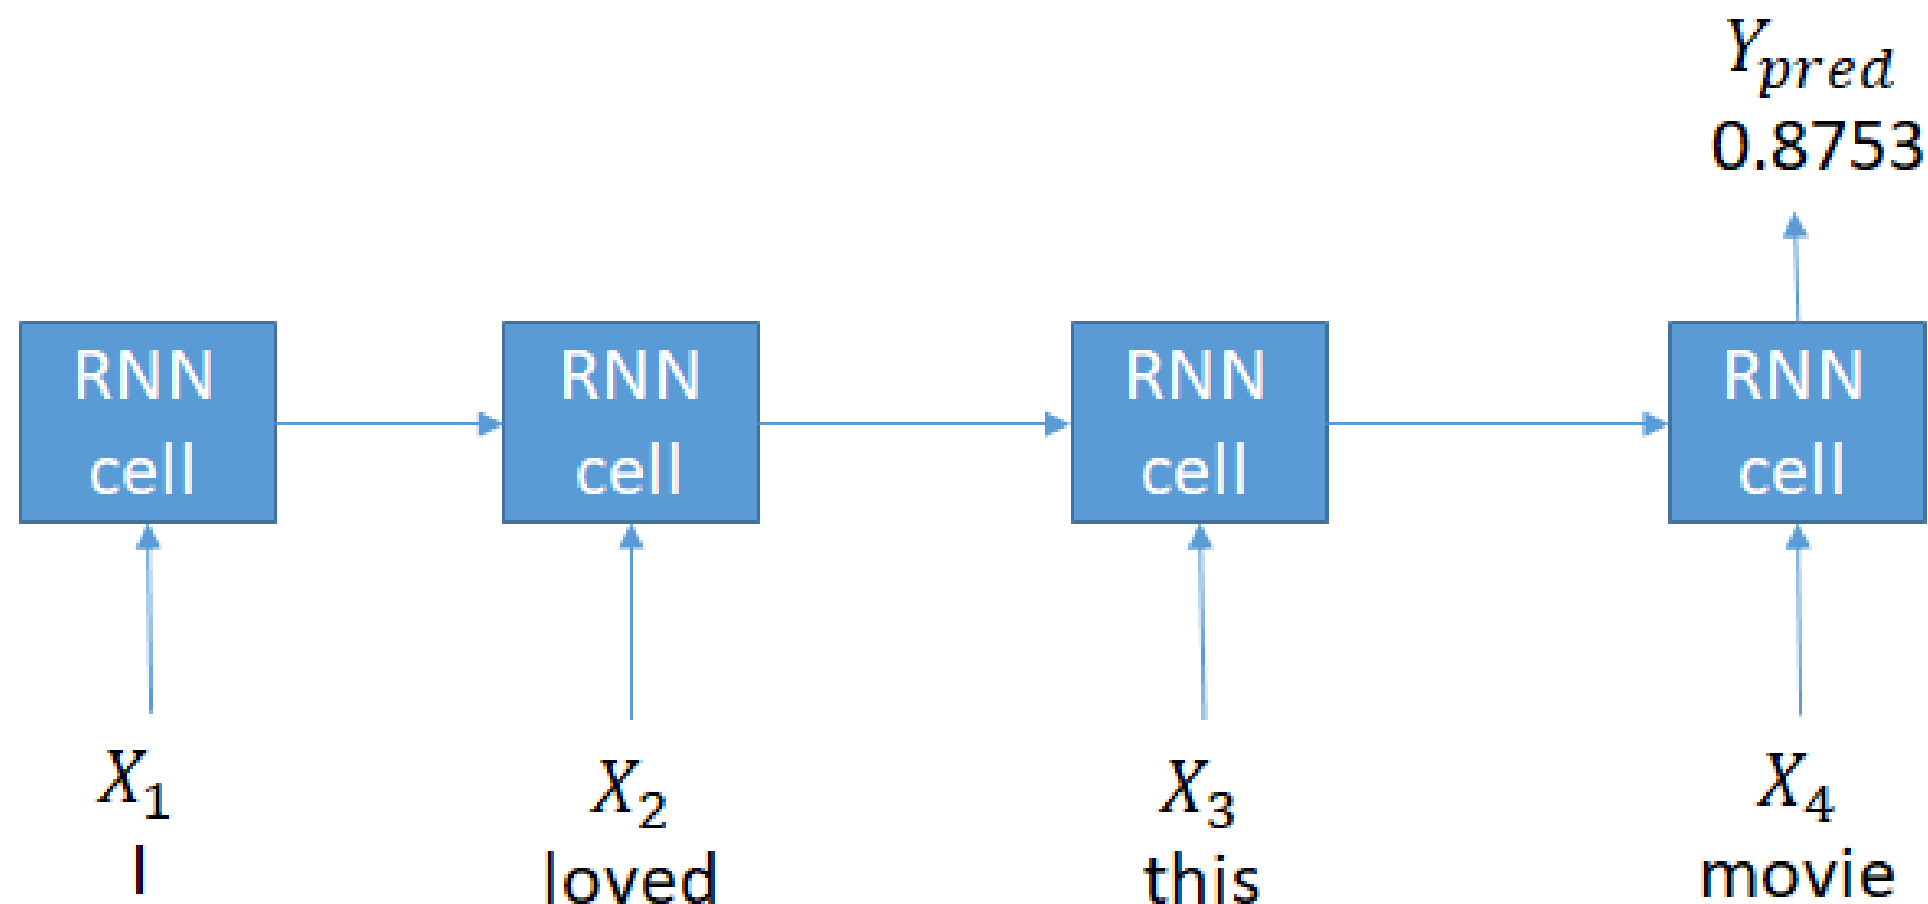 Y_pred
0.8753
RNN cell
RNN cell
RNN cell
RNN cell
X_1
I
X_2
loved
X_3
this
X_4
movie